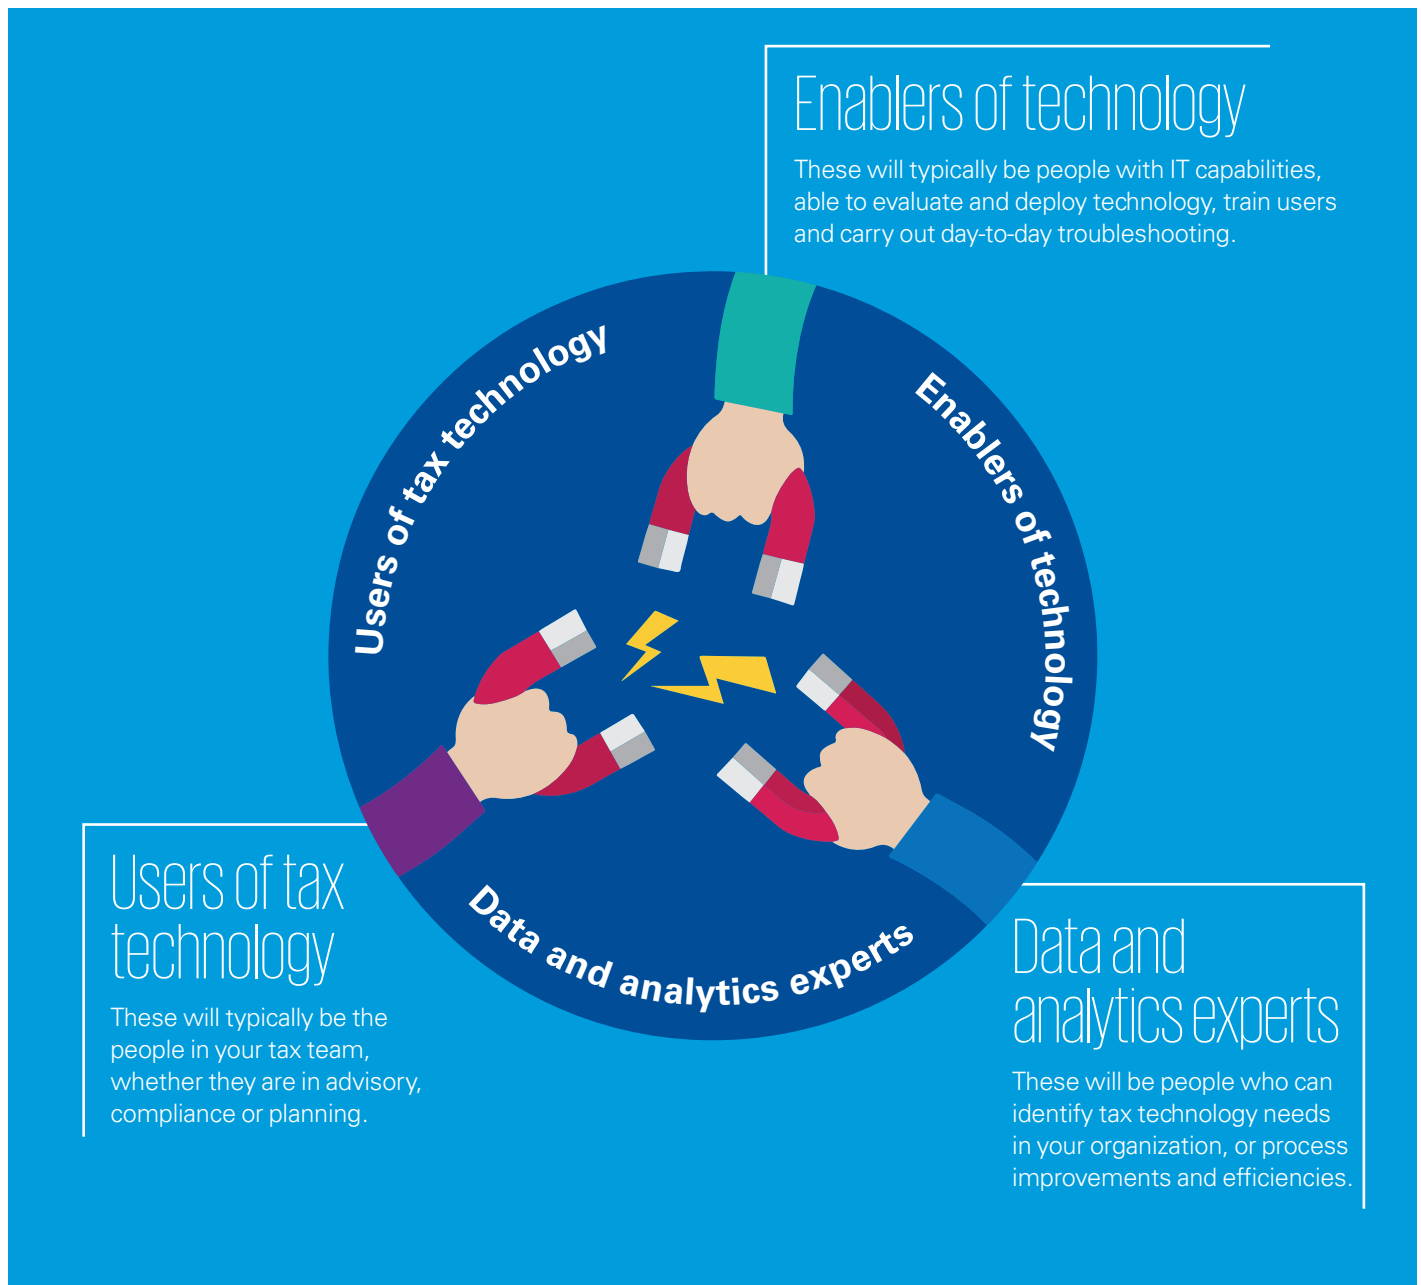 Enablers of technology
These will typically be people with IT capabilities,
able to evaluate and deploy technology, train users
and carry out day-to-day troubleshooting.
Users of tax technology
Enablers of technology
Data and analytics experts
Users of tax
technology
These will typically be the
people in your tax team,
whether they are in advisory,
compliance or planning.
Data and
analytics experts
These will be people who can
identify tax technology needs
in your organization, or process
improvements and efficiencies.